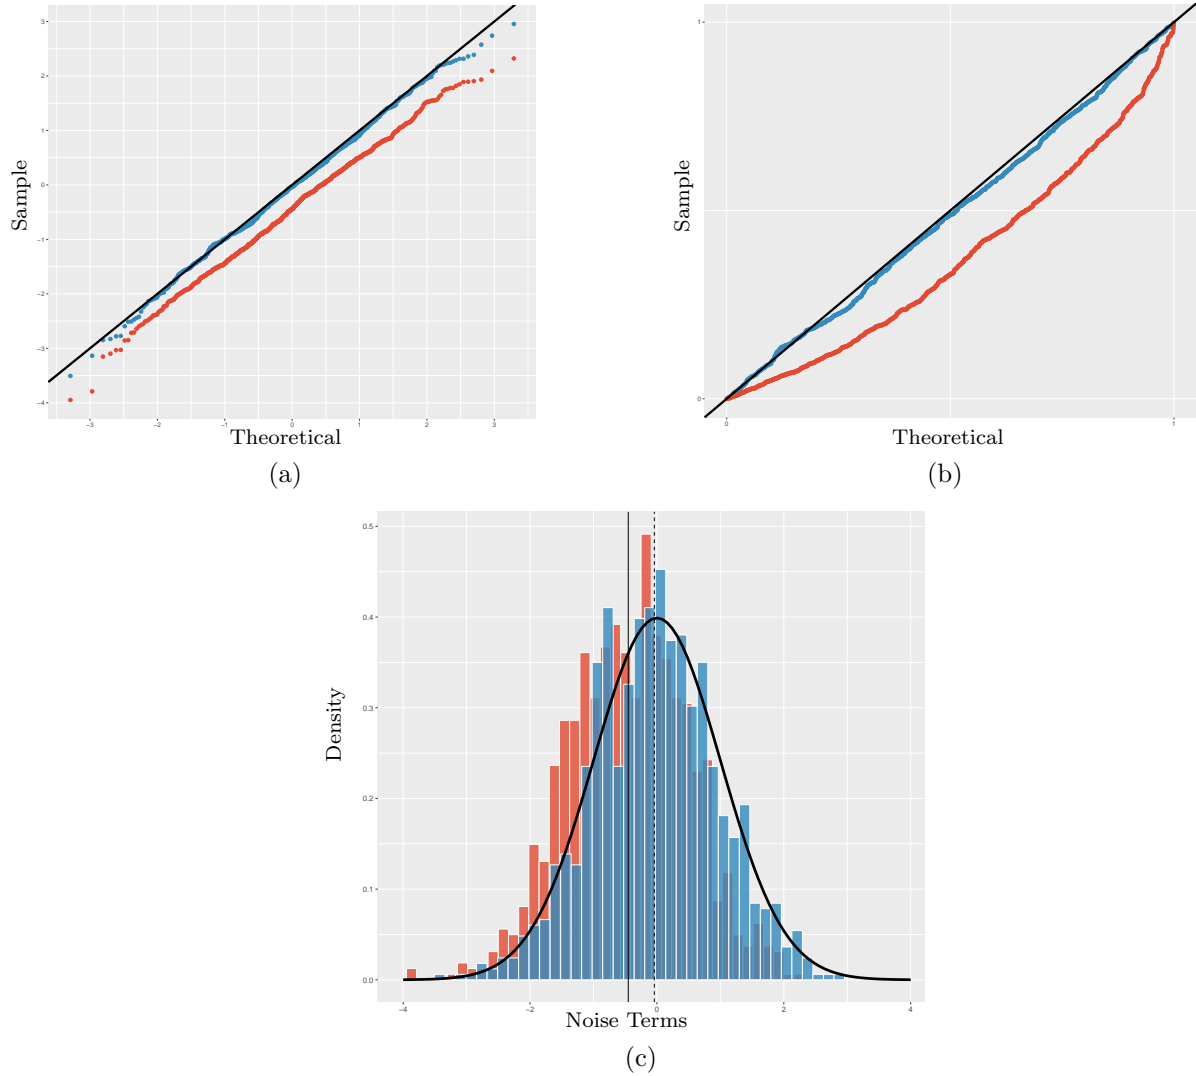 3
2
1
0
−1
−2
−3
−4
Sample
−3 −2 −1 0 1 2 3
Theoretical
(a)
1
0
Sample
0 1
Theoretical
(b)
0.5
0.4
0.3
0.2
0.1
0.0
Density
−4 −2 0 2 4
Noise Terms
(c)